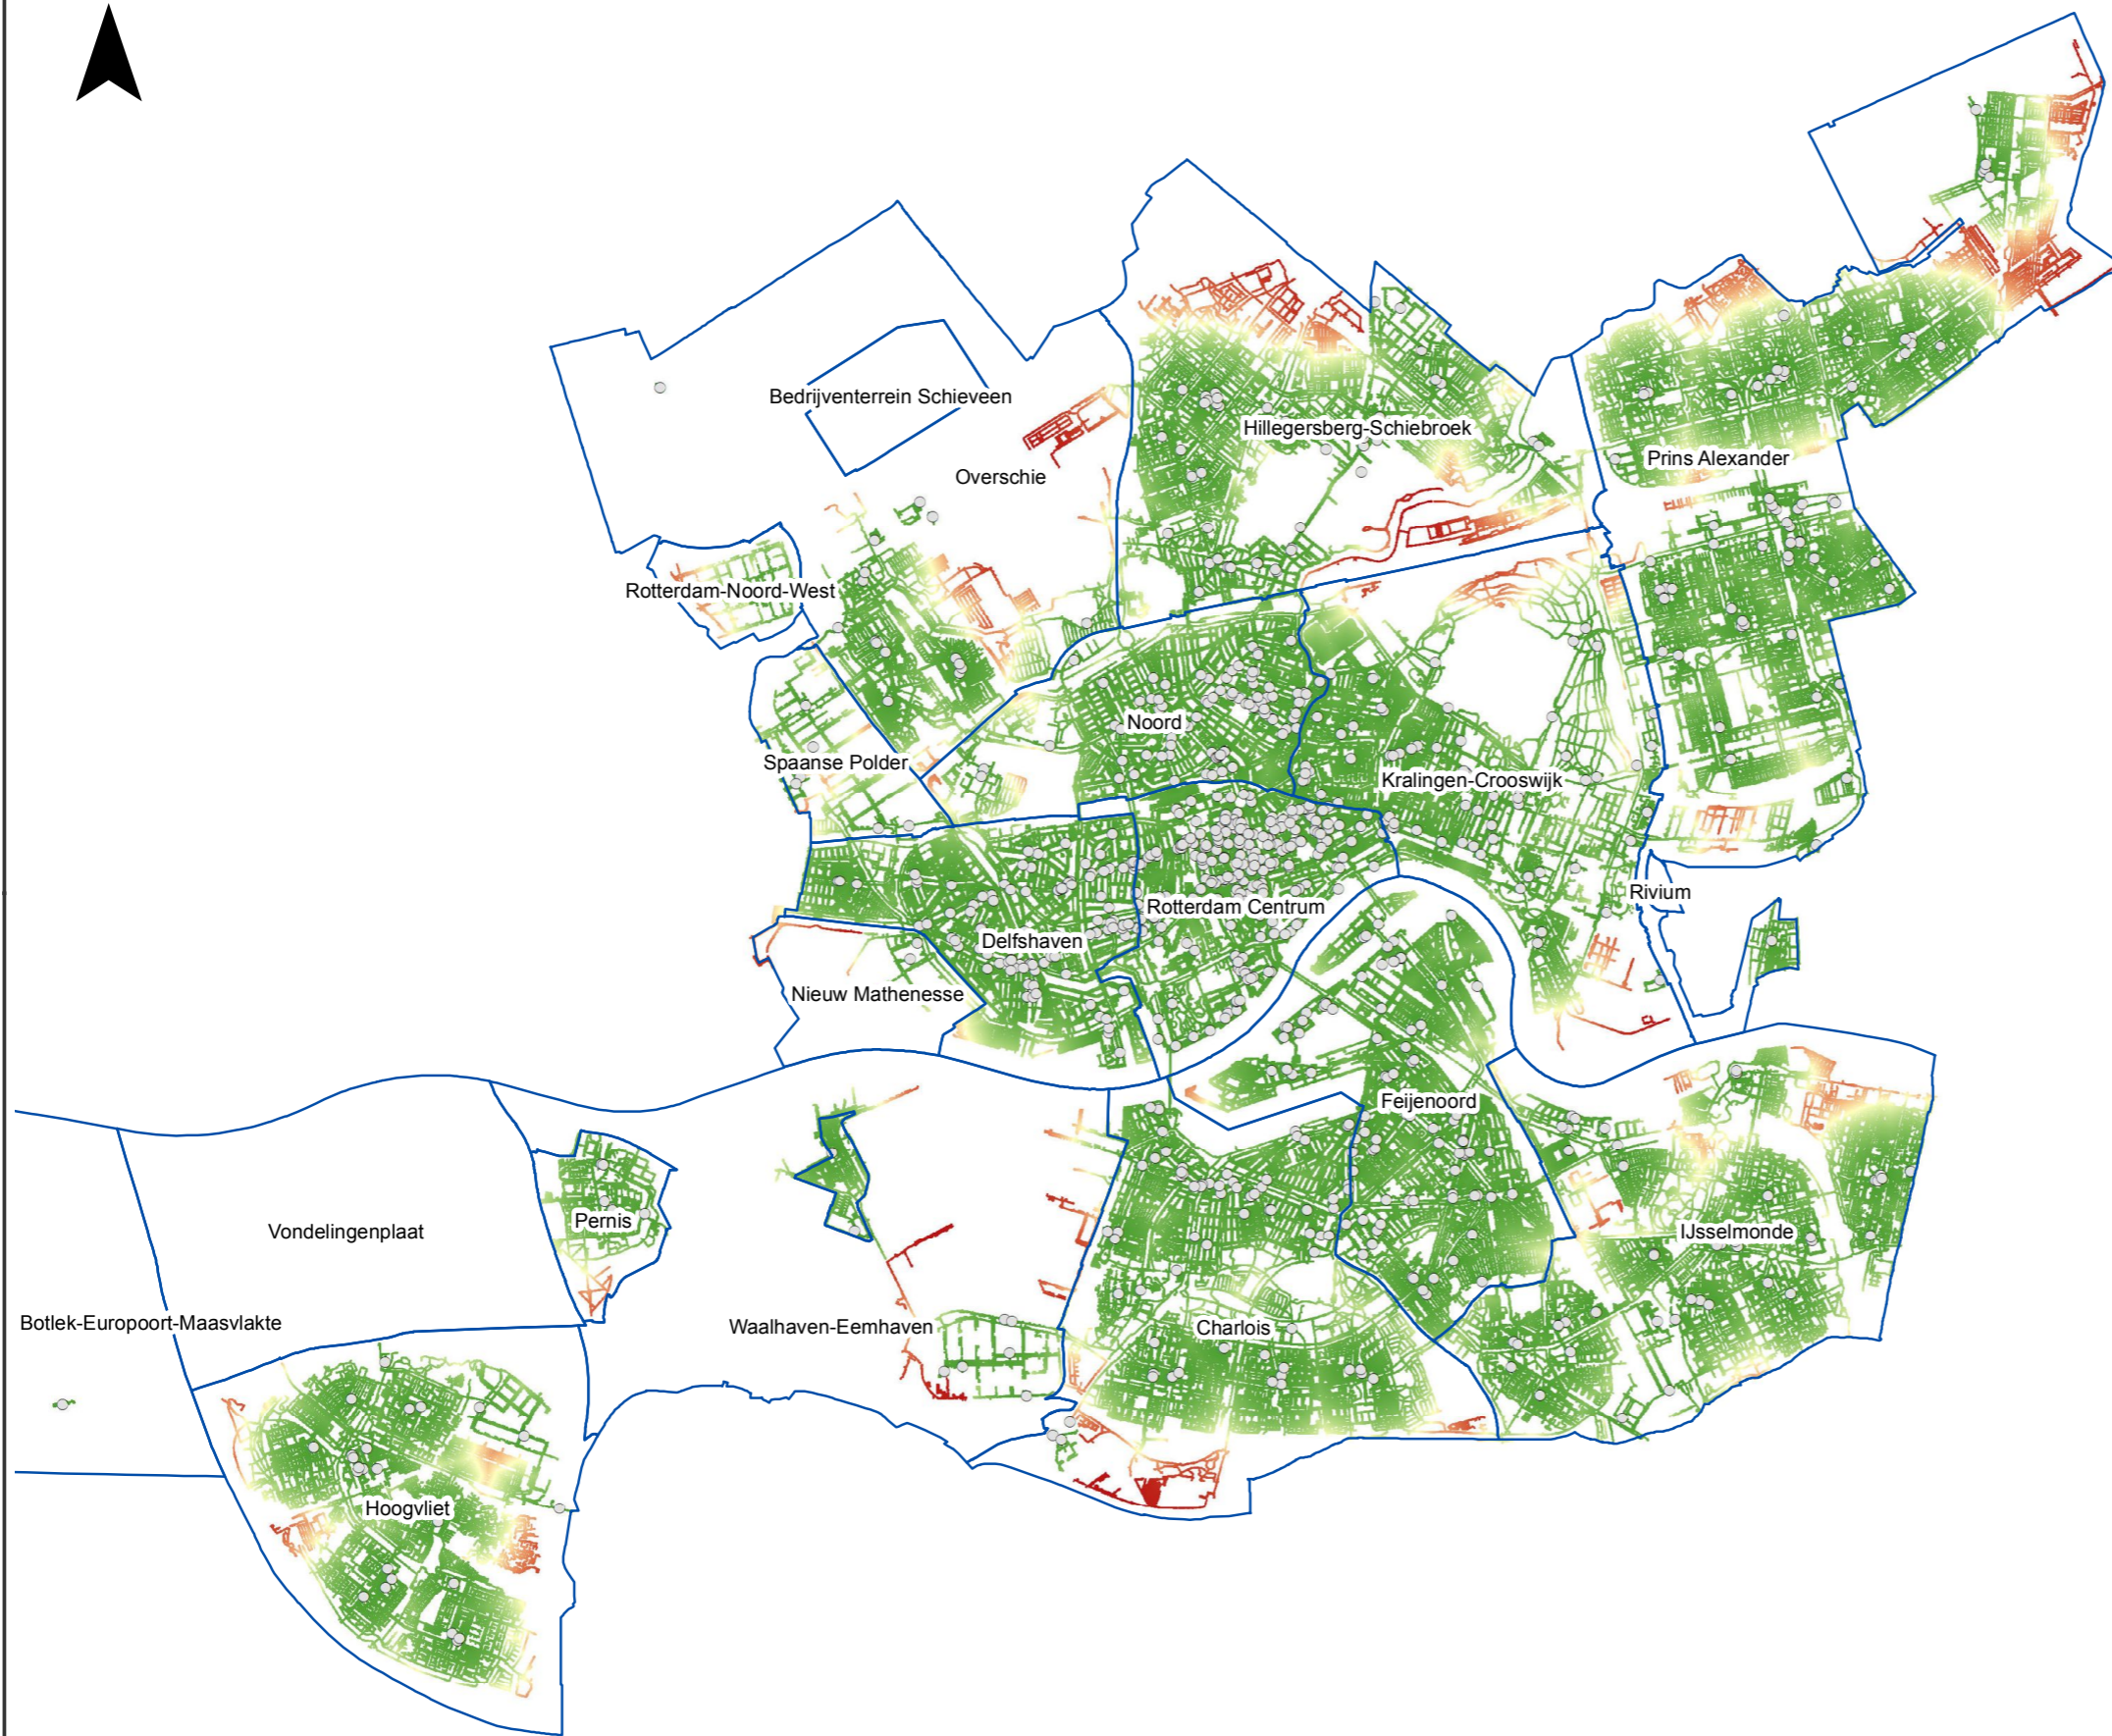 Bedrijventerrein Schieveen
Hillegersberg-Schiebroek
Prins Alexander
Overschie
Rotterdam-Noord-West
Noord
Spaanse Polder
Kralingen-Crooswijk
Rivium
Rotterdam Centrum
Delfshaven
Nieuw Mathenesse
Feijenoord
Pernis
Vondelingenplaat
IJsselmonde
Botlek-Europoort-Maasvlakte
Waalhaven-Eemhaven
Charlois
Hoogvliet